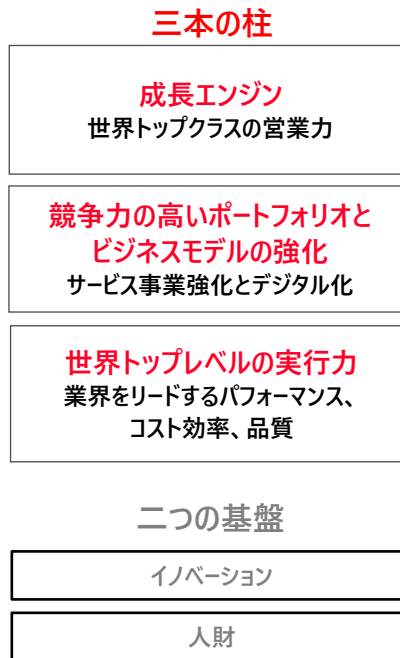 三本の柱
成長エンジン
世界トップクラスの営業力
競争力の高いポートフォリオと
ビジネスモデルの強化
サービス事業強化とデジタル化
世界トップレベルの実行力
業界をリードするパフォーマンス、
コスト効率、品質
二つの基盤
イノベーション
人財